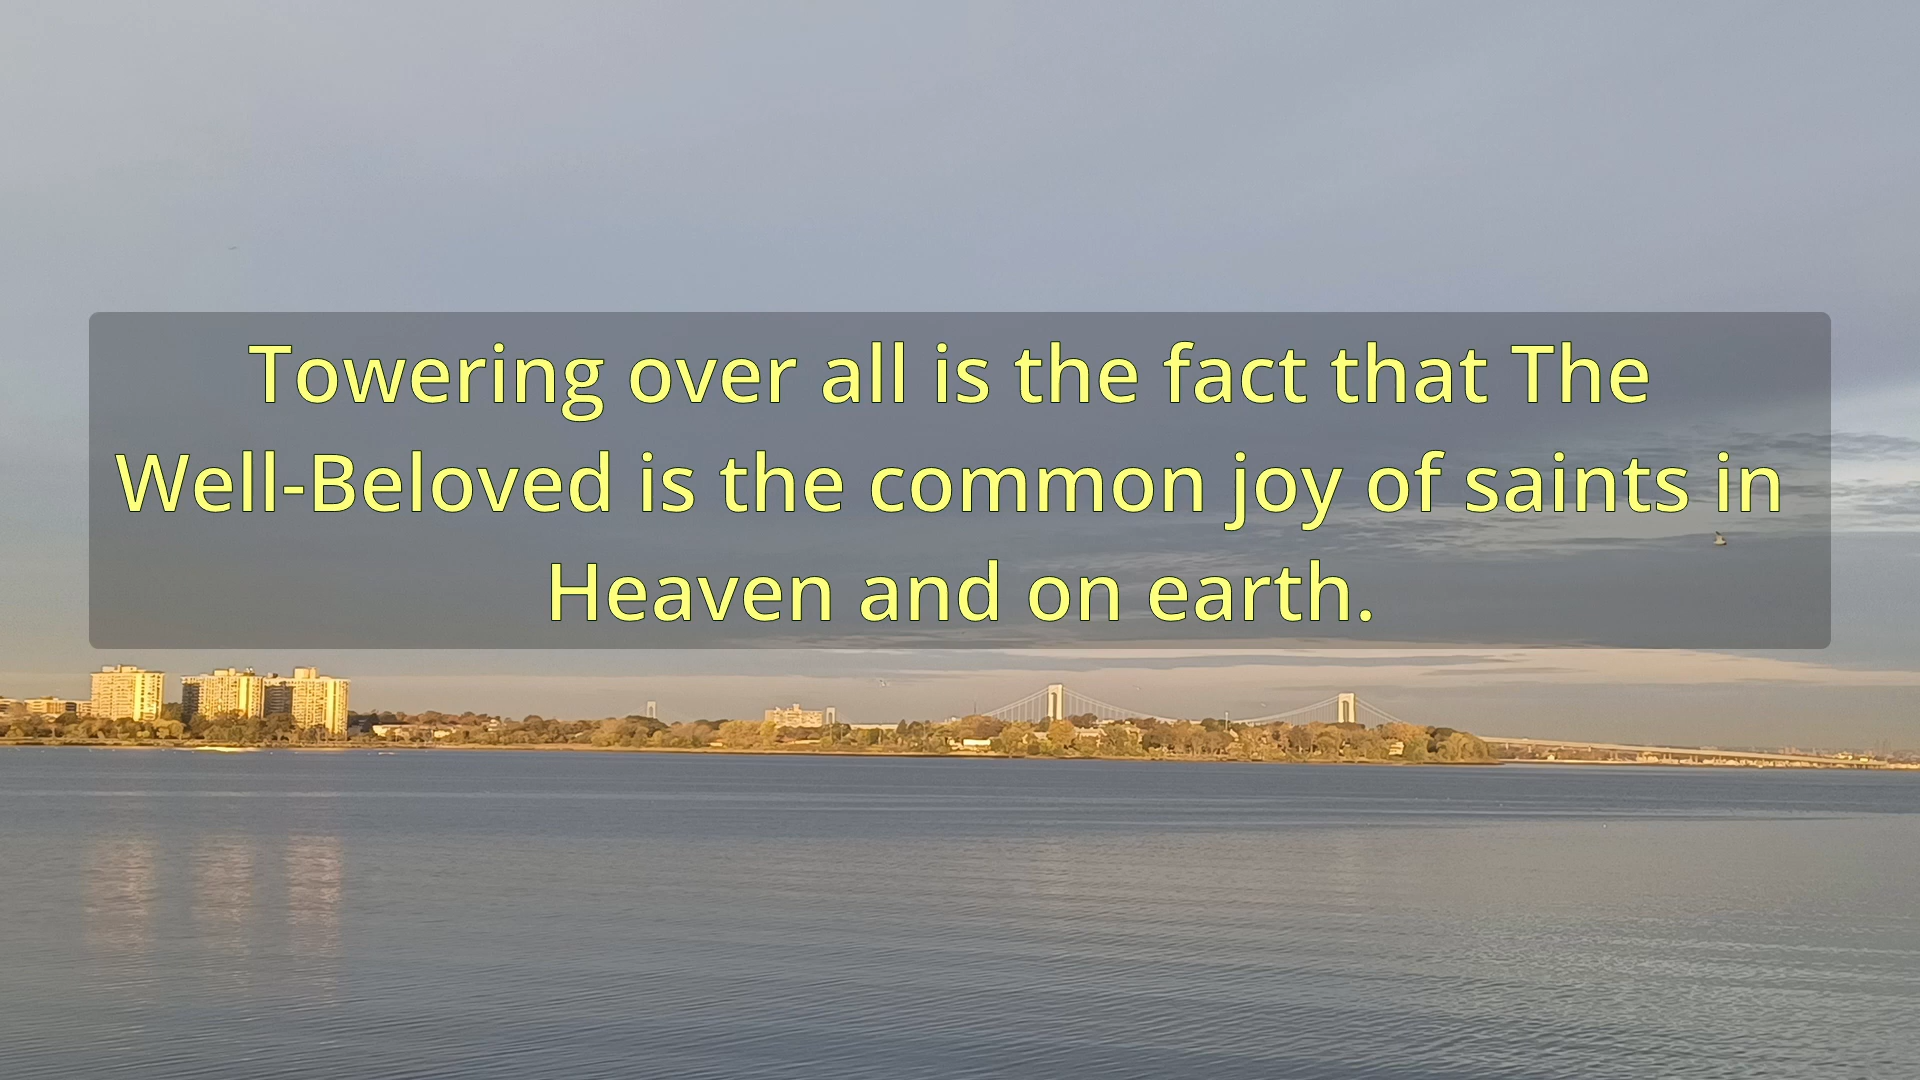 Towering over all is the fact that The
Well-Beloved is the common joy of saints in
Heaven and on earth.